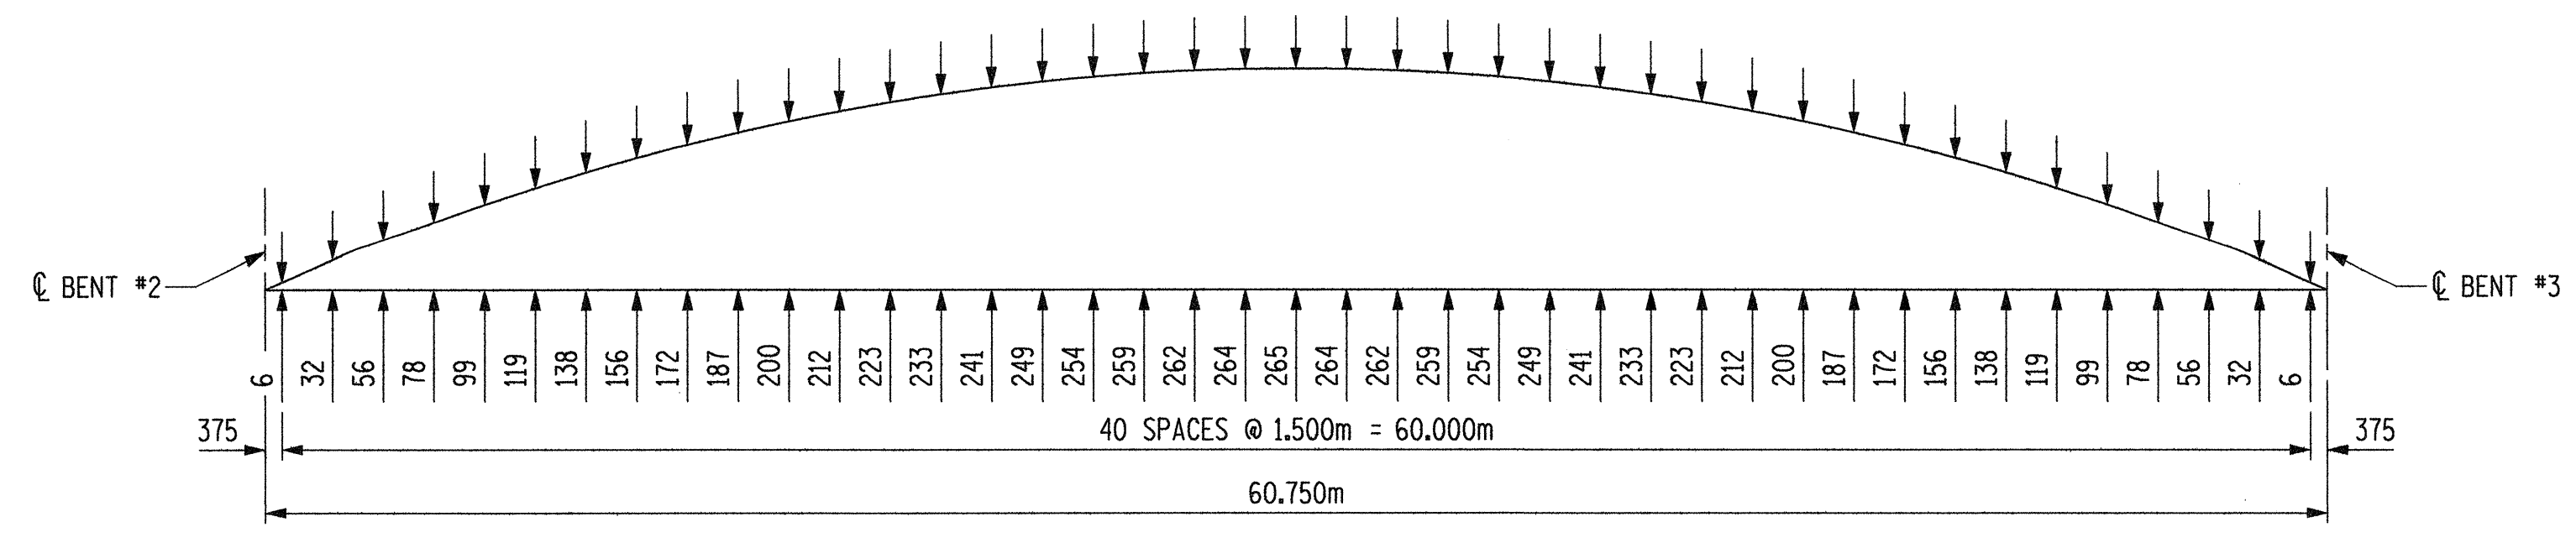 ℄ BENT #2
℄ BENT #3
6 32 56 78 99 119 138 156 172 187 200 212 223 233 241 249 254 259 262 264 265 264 262 259 254 249 241 233 223 212 200 187 172 156 138 119 99 78 56 32 6
375 40 SPACES @ 1.500m = 60.000m 375
60.750m